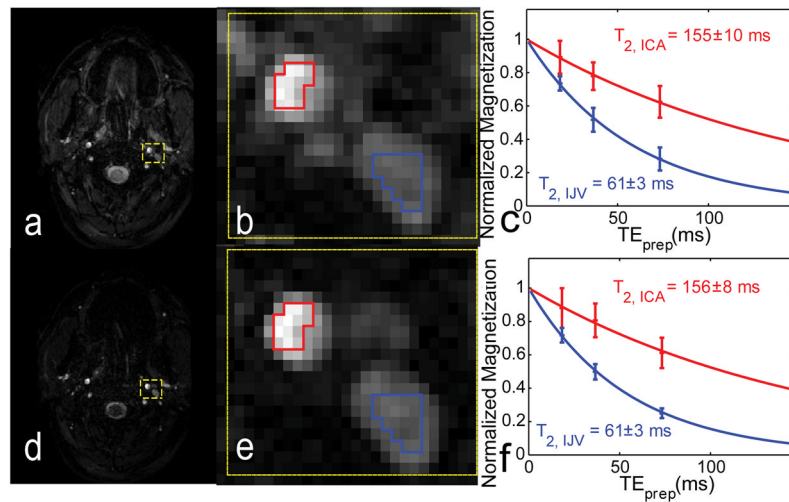 a
b
Normalized Magnetization
1
0.8
0.6
0.4
0.2
0
T2, ICA = 155±10 ms
T2, IJV = 61±3 ms
0 50 100
TEprep(ms)
c
d
e
Normalized Magnetization
1
0.8
0.6
0.4
0.2
0
T2, ICA = 156±8 ms
T2, IJV = 61±3 ms
0 50 100
TEprep(ms)
f